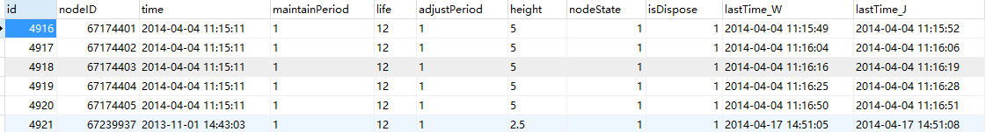 id nodeID time maintainPeriod life adjustPeriod height nodeState isDispose lastTime_W lastTime_J
4916 67174401 2014-04-04 11:15:11 1 12 1 5 1 1 2014-04-04 11:15:49 2014-04-04 11:15:52
4917 67174402 2014-04-04 11:15:11 1 12 1 5 1 1 2014-04-04 11:16:04 2014-04-04 11:16:06
4918 67174403 2014-04-04 11:15:11 1 12 1 5 1 1 2014-04-04 11:16:16 2014-04-04 11:16:19
4919 67174404 2014-04-04 11:15:11 1 12 1 5 1 1 2014-04-04 11:16:25 2014-04-04 11:16:28
4920 67174405 2014-04-04 11:15:11 1 12 1 5 1 1 2014-04-04 11:16:50 2014-04-04 11:16:51
4921 67239937 2013-11-01 14:43:03 1 12 1 2.5 1 1 2014-04-17 14:51:05 2014-04-17 14:51:08